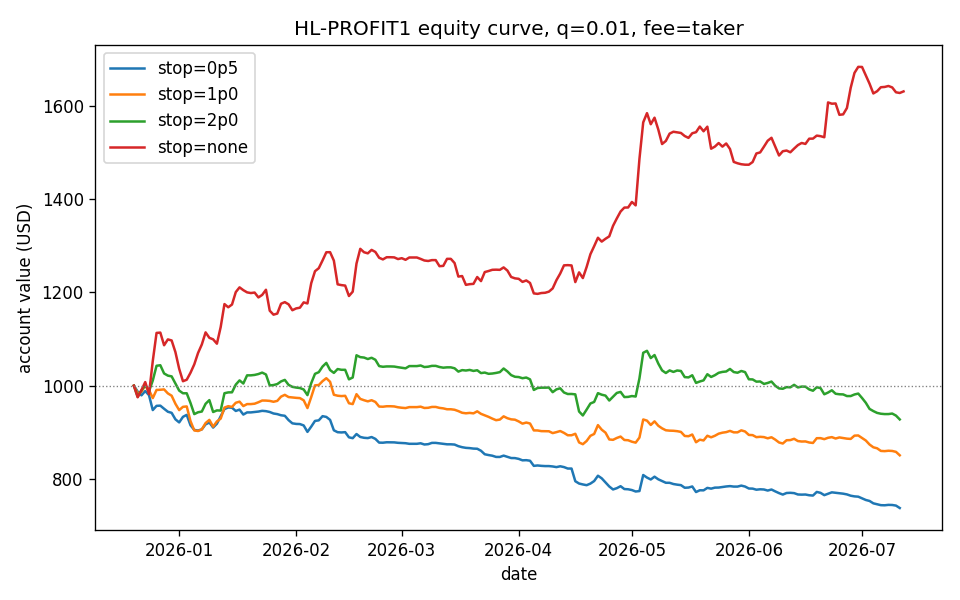 HL-PROFIT1 equity curve, q=0.01, fee=taker
stop=0p5
stop=1p0
stop=2p0
stop=none
account value (USD)
1600
1400
1200
1000
800
2026-01
2026-02
2026-03
2026-04
2026-05
2026-06
2026-07
date